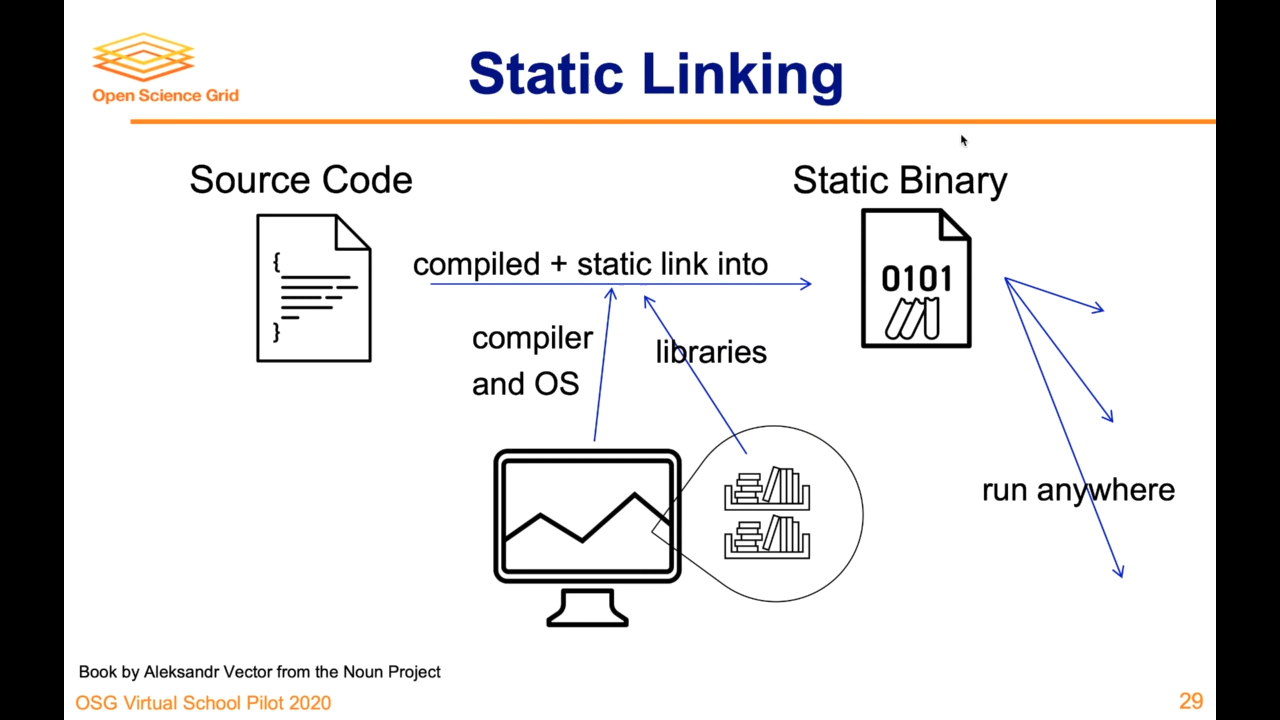 Open Science Grid
Static Linking
Source Code
Static Binary
{
}
compiled + static link into
0101
compiler
and OS
libraries
run anywhere
Book by Aleksandr Vector from the Noun Project
OSG Virtual School Pilot 2020
29